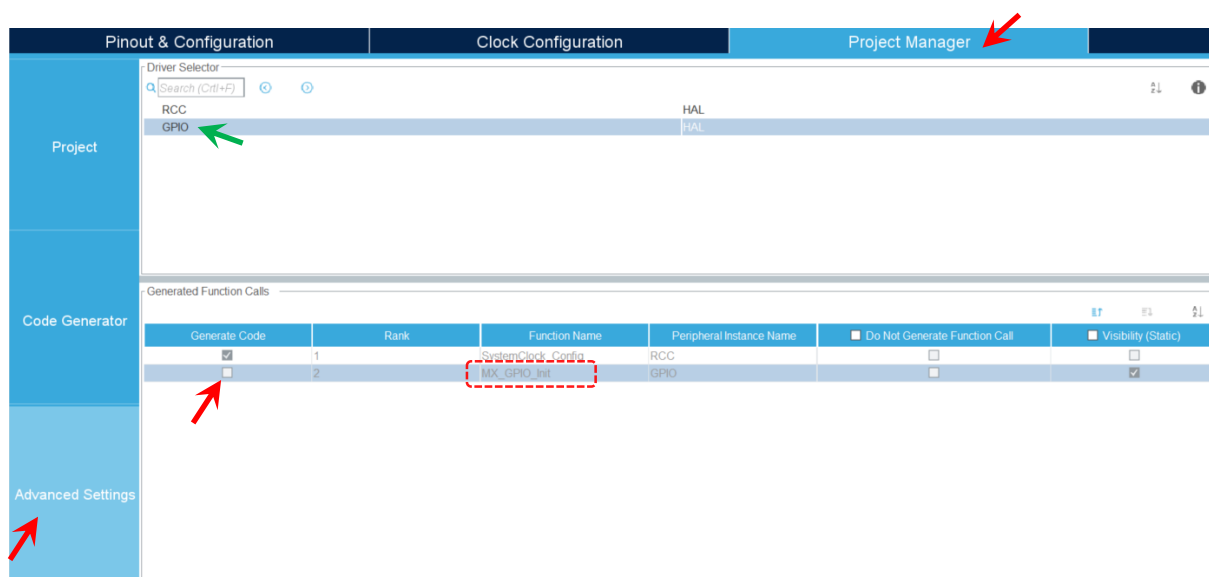 Pinout & Configuration
Clock Configuration
Project Manager
Driver Selector
Search (Crtl+F)
RCC HAL
GPIO HAL
Project
Generated Function Calls
Code Generator
Generate Code Rank Function Name Peripheral Instance Name Do Not Generate Function Call Visibility (Static)
1 SystemClock_Config RCC
2 MX_GPIO_Init GPIO
Advanced Settings